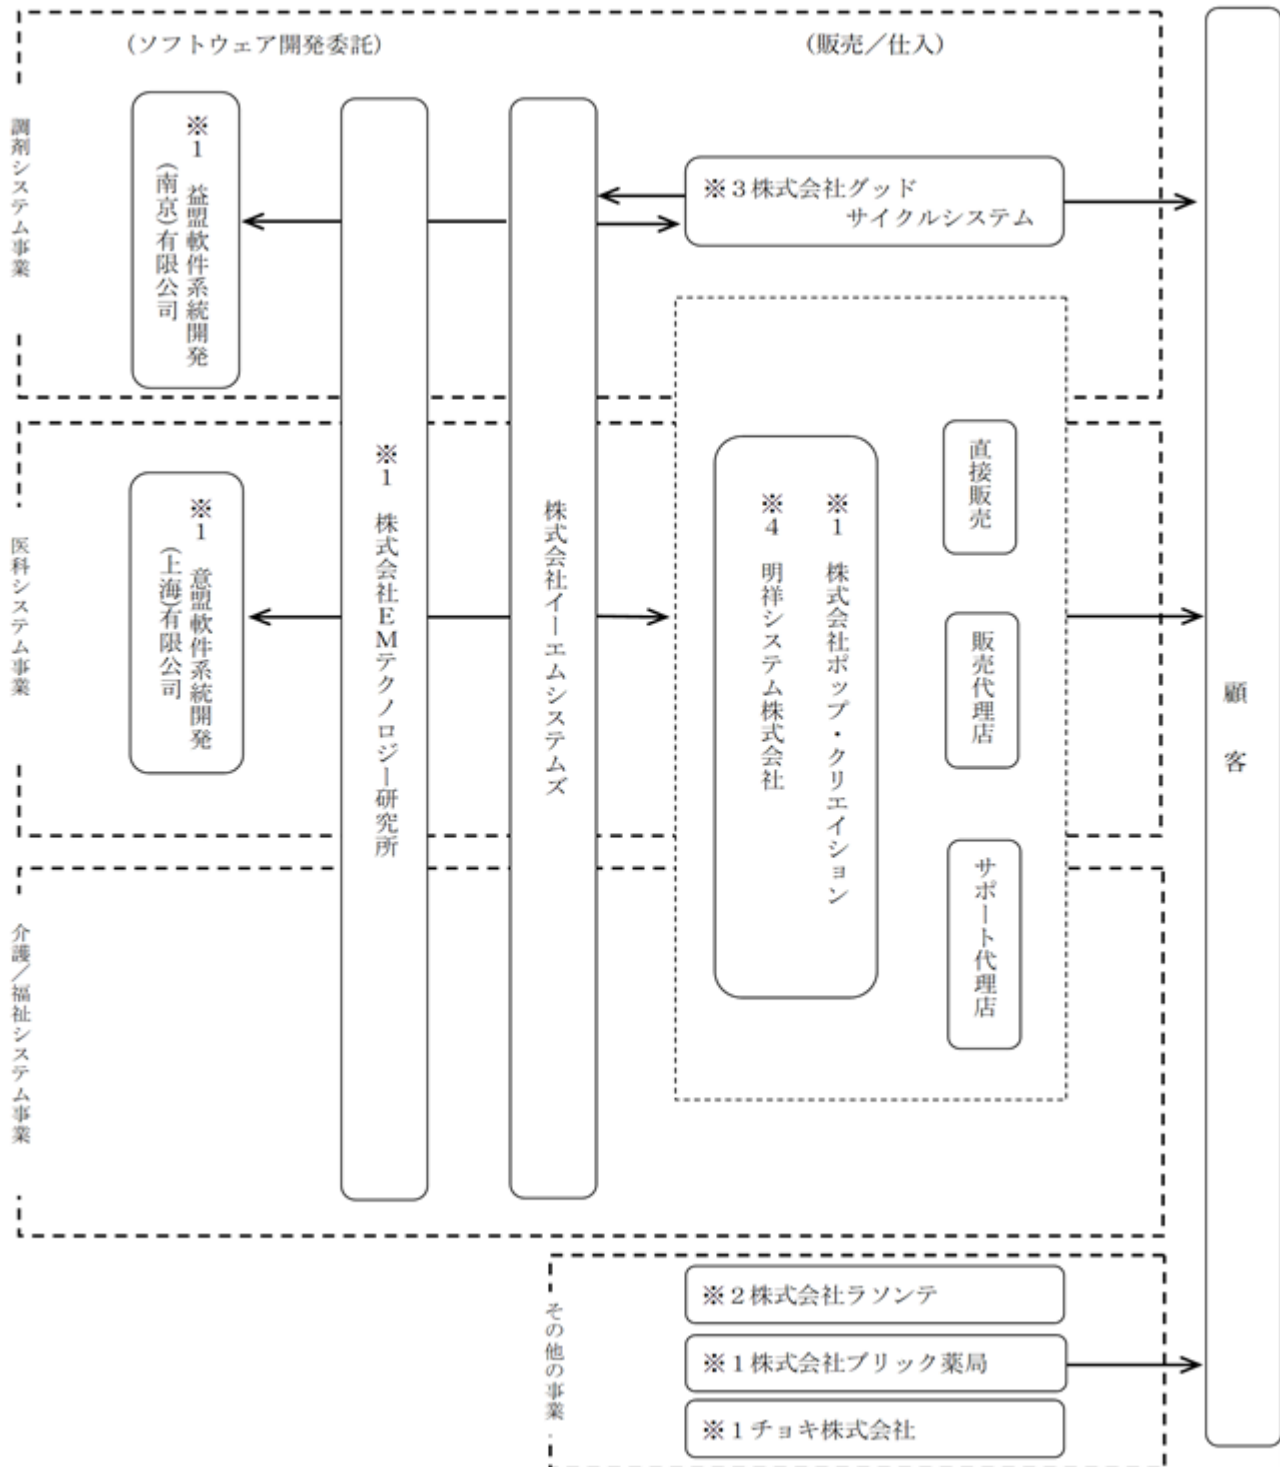 (ソフトウェア開発委託)
(販売／仕入)
調剤システム事業
※１　益盟軟件系統開発
(南京)有限公司
※３株式会社グッド
サイクルシステム
医科システム事業
※１　意盟軟件系統開発
(上海)有限公司
※１　株式会社ＥＭテクノロジー研究所
株式会社イーエムシステムズ
※１　株式会社ポップ・クリエイション
※４　明祥システム株式会社
直接販売
販売代理店
サポート代理店
顧　客
介護／福祉システム事業
その他の事業
※２株式会社ラソンテ
※１株式会社ブリック薬局
※１チョキ株式会社